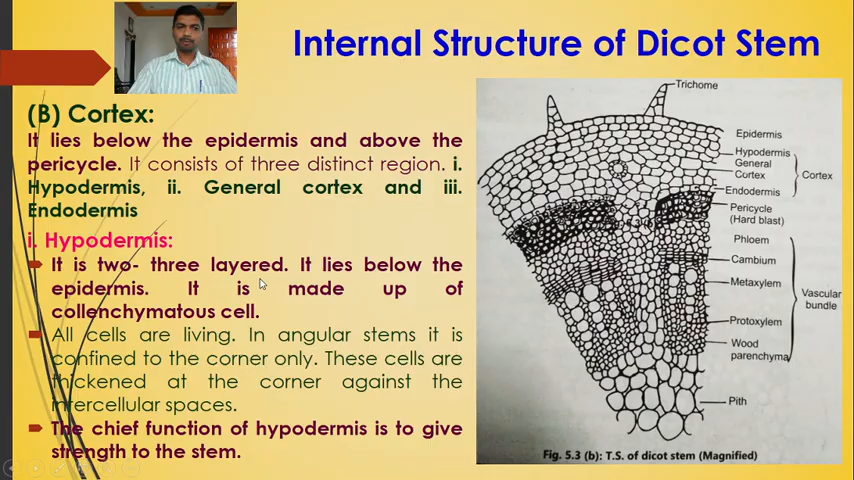 Internal Structure of Dicot Stem
(B) Cortex:
It lies below the epidermis and above the
pericycle. It consists of three distinct region. i.
Hypodermis, ii. General cortex and iii.
Endodermis
i. Hypodermis:
It is two- three layered. It lies below the
epidermis. It is made up of
collenchymatous cell.
All cells are living. In angular stems it is
confined to the corner only. These cells are
thickened at the corner against the
intercellular spaces.
The chief function of hypodermis is to give
strength to the stem.
Trichome
Epidermis
Hypodermis
General
Cortex
Cortex
Endodermis
Pericycle
(Hard blast)
Phloem
Cambium
Metaxylem
Vascular
bundle
Protoxylem
Wood
parenchyma
Pith
Fig. 5.3 (b): T.S. of dicot stem (Magnified)